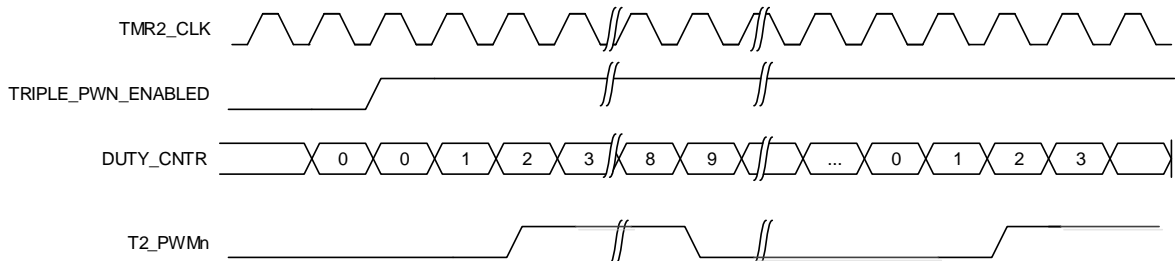 TMR2_CLK
TRIPLE_PWN_ENABLED
DUTY_CNTR 0 0 1 2 3 8 9 ... 0 1 2 3
T2_PWMn